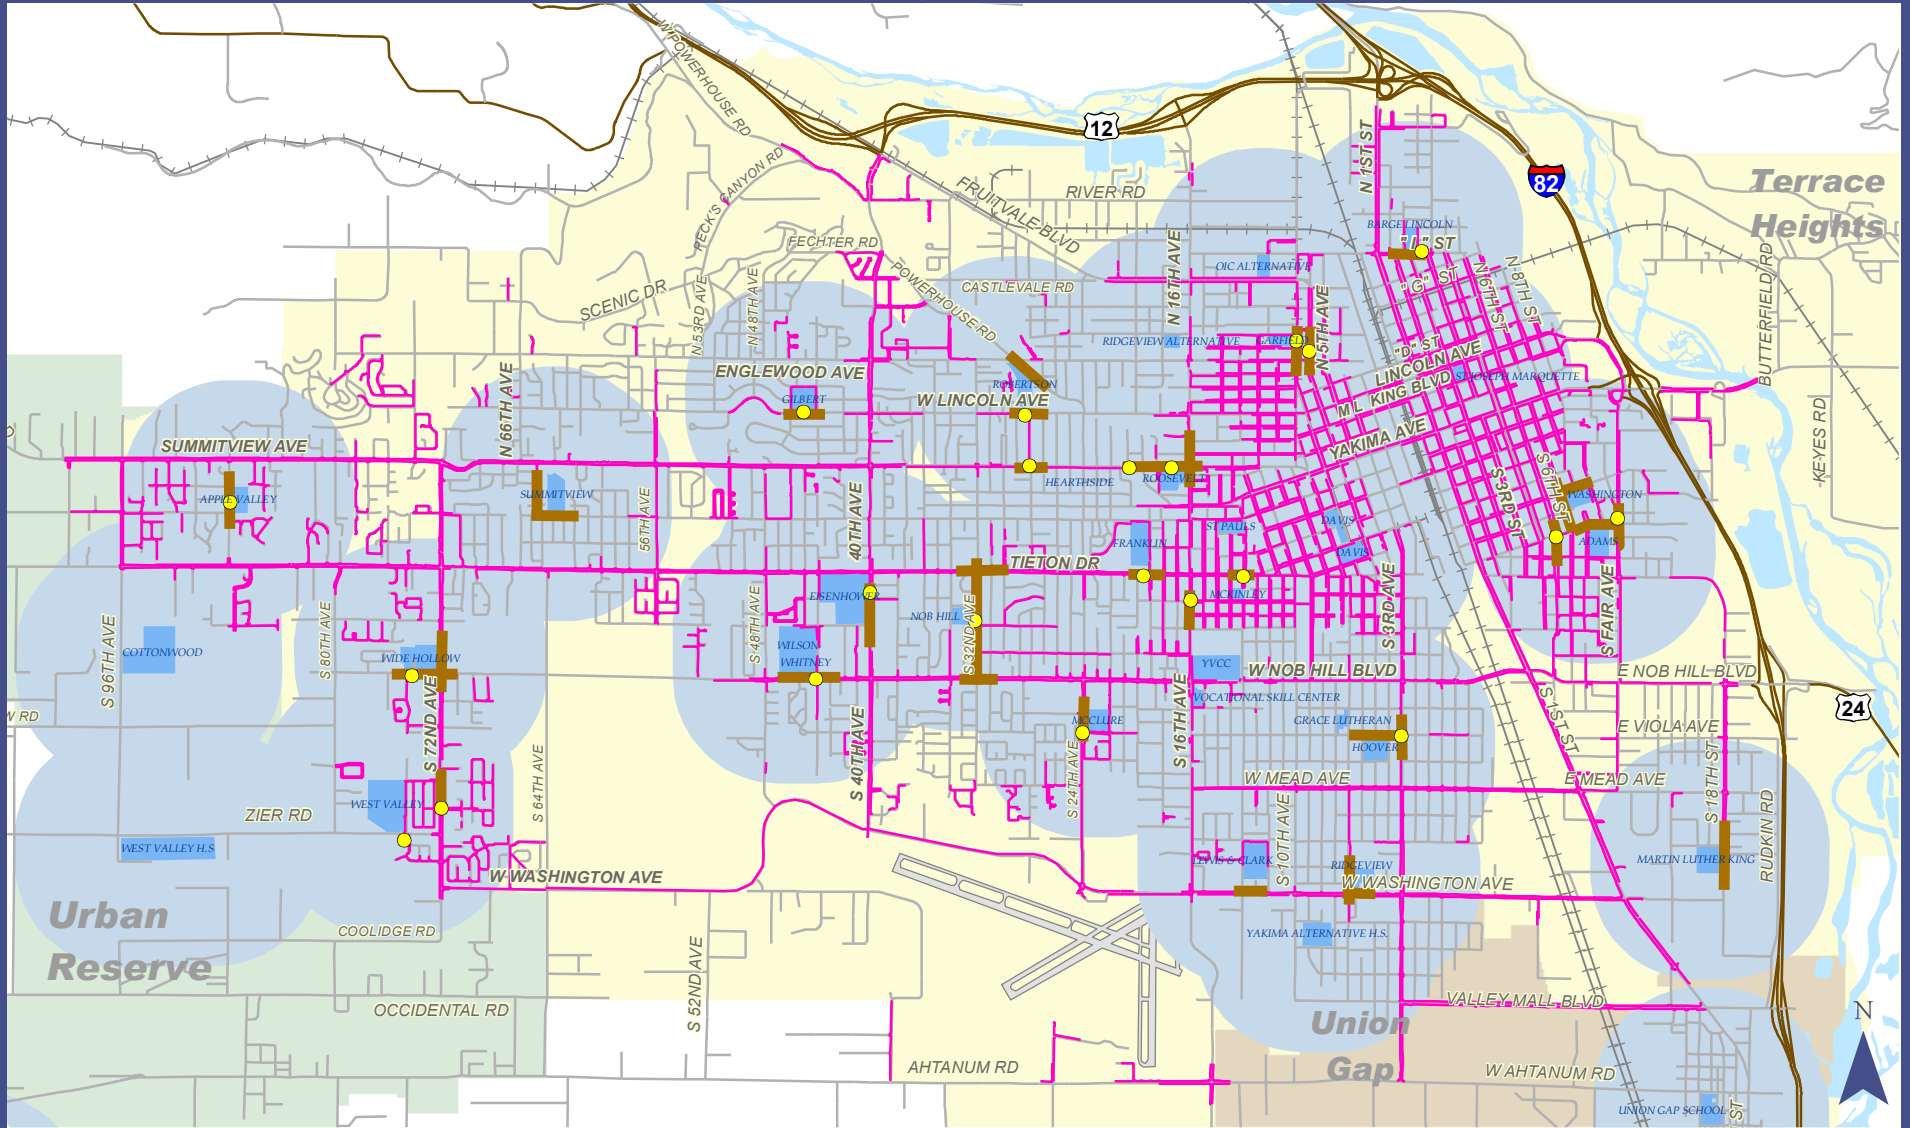 W POWERHOUSE RD
12
N 1ST ST
82
PECK'S CANYON RD
FRUITVALE BLVD
RIVER RD
Terrace
Heights
BARGE LINCOLN
FECHTER RD
N 16TH AVE
"I" ST
OIC ALTERNATIVE
"G" ST
N 6TH ST
N 8TH ST
BUTTERFIELD RD
SCENIC DR
N 53RD AVE
N 48TH AVE
POWERHOUSE RD
CASTLEVALE RD
N 5TH AVE
RIDGEVIEW ALTERNATIVE
GARFIELD
"D" ST
LINCOLN AVE
ENGLEWOOD AVE
ROBERTSON
ST JOSEPH MARQUETTE
N 66TH AVE
GILBERT
W LINCOLN AVE
M L KING BLVD
SUMMITVIEW AVE
YAKIMA AVE
KEYES RD
HEARTHSIDE
ROOSEVELT
APPLE VALLEY
SUMMITVIEW
56TH AVE
40TH AVE
S 3RD ST
S 6TH ST
WASHINGTON
ST PAULS
DAVIS
FRANKLIN
ADAMS
DAVIS
TIETON DR
S 96TH AVE
S 80TH AVE
S 48TH AVE
EISENHOWER
NOB HILL
S 32ND AVE
MCKINLEY
S 3RD AVE
S FAIR AVE
COTTONWOOD
WIDE HOLLOW
WILSON
WHITNEY
YVCC
W NOB HILL BLVD
E NOB HILL BLVD
S 72ND AVE
VOCATIONAL SKILL CENTER
24
W RD
S 40TH AVE
MCCLURE
S 16TH AVE
GRACE LUTHERAN
S 1ST ST
E VIOLA AVE
HOOVER
S 64TH AVE
S 24TH AVE
W MEAD AVE
E MEAD AVE
S 18TH ST
ZIER RD
WEST VALLEY
S 10TH AVE
RUDKIN RD
WEST VALLEY H.S
LEWIS & CLARK
RIDGEVIEW
MARTIN LUTHER KING
W WASHINGTON AVE
W WASHINGTON AVE
Urban
Reserve
COOLIDGE RD
YAKIMA ALTERNATIVE H.S.
S 52ND AVE
OCCIDENTAL RD
VALLEY MALL BLVD
N
Union
Gap
AHTANUM RD
W AHTANUM RD
UNION GAP SCHOOL
ST